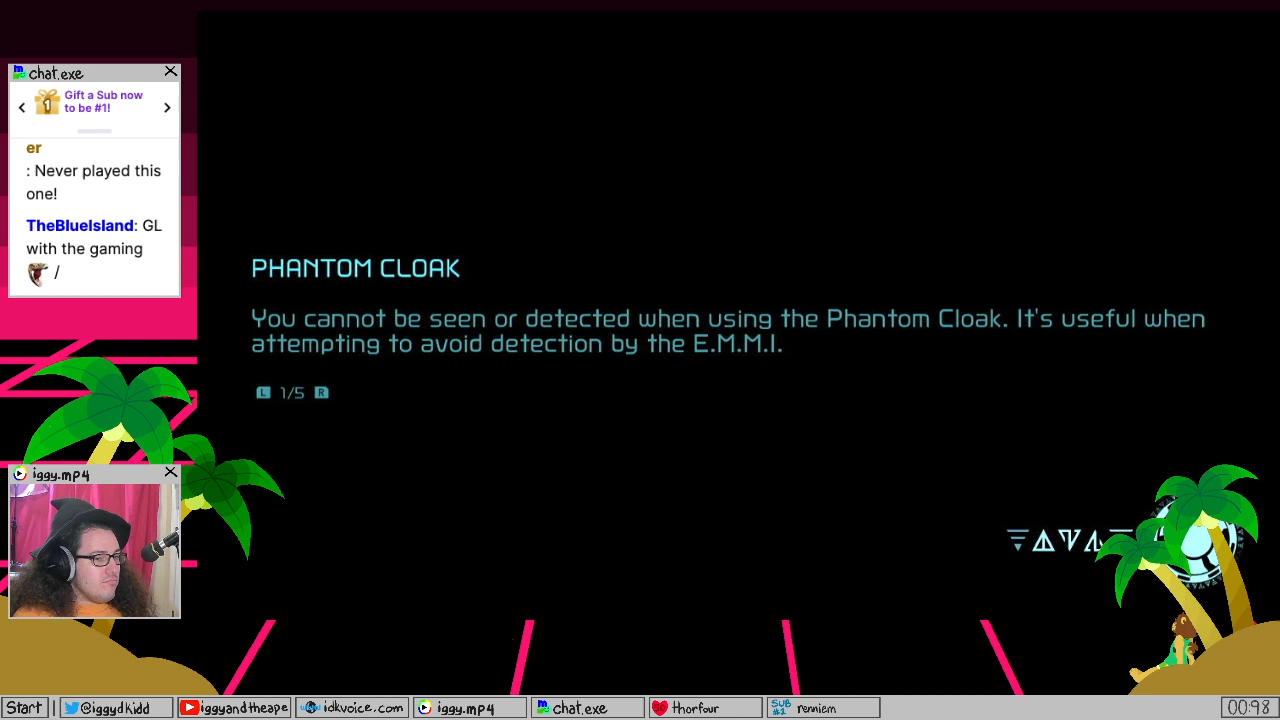 chat.exe
Gift a Sub now
to be #1!
1
er
: Never played this
one!
TheBlueIsland: GL
with the gaming
/
PHANTOM CLOAK
You cannot be seen or detected when using the Phantom Cloak. It's useful when
attempting to avoid detection by the E.M.M.I.
L 1/5 R
iggy.mp4
Start | @iggydkidd iggyandtheape www idkvoice.com iggy.mp4 chat.exe thorfour SUB #1 renniem 00:98